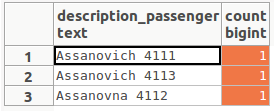 description_passenger count
text bigint
1 Assanovich 4111 1
2 Assanovich 4113 1
3 Assanovna 4112 1